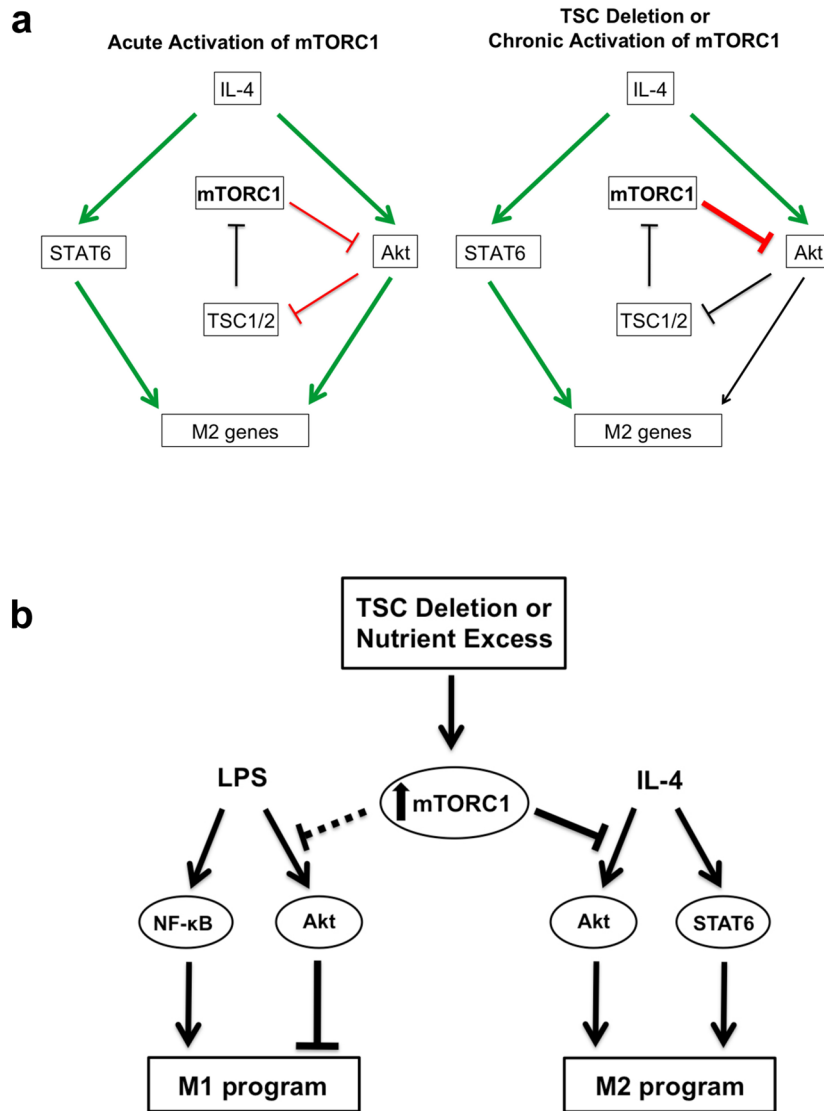 a
Acute Activation of mTORC1
IL-4
mTORC1
STAT6
Akt
TSC1/2
M2 genes
TSC Deletion or
Chronic Activation of mTORC1
IL-4
mTORC1
STAT6
Akt
TSC1/2
M2 genes
b
TSC Deletion or
Nutrient Excess
LPS
mTORC1
IL-4
NF-κB
Akt
Akt
STAT6
M1 program
M2 program